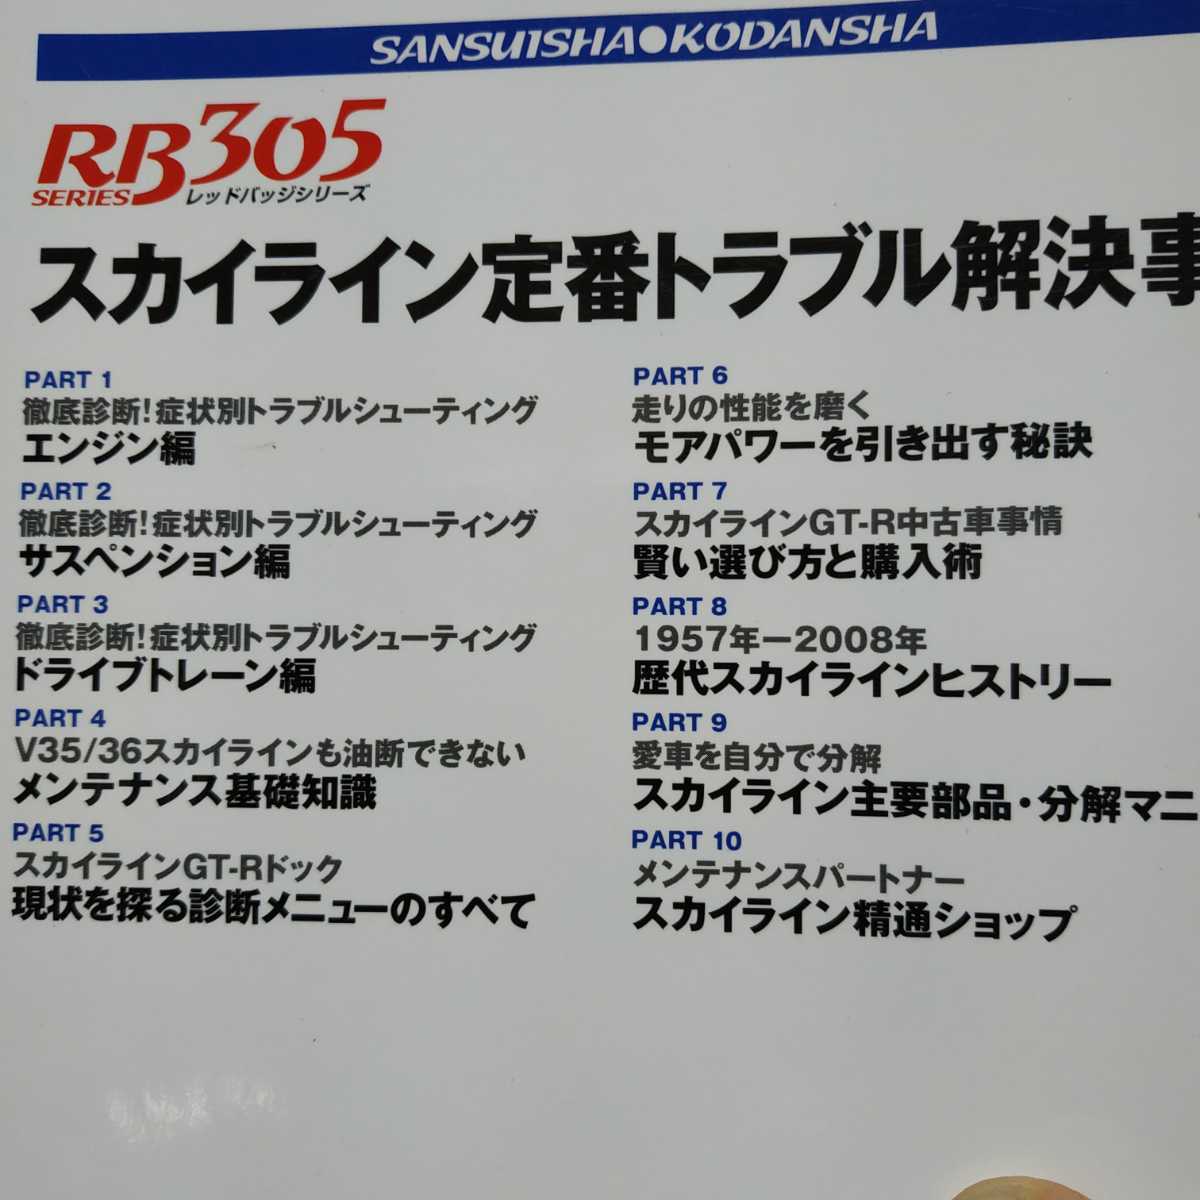 SANSUISHA●KODANSHA
RB305
SERIES レッドバッジシリーズ
スカイライン定番トラブル解決事
PART 1
徹底診断!症状別トラブルシューティング
エンジン編
PART 2
徹底診断!症状別トラブルシューティング
サスペンション編
PART 3
徹底診断!症状別トラブルシューティング
ドライブトレーン編
PART 4
V35/36スカイラインも油断できない
メンテナンス基礎知識
PART 5
スカイラインGT-Rドック
現状を探る診断メニューのすべて
PART 6
走りの性能を磨く
モアパワーを引き出す秘訣
PART 7
スカイラインGT-R中古車事情
賢い選び方と購入術
PART 8
1957年ー2008年
歴代スカイラインヒストリー
PART 9
愛車を自分で分解
スカイライン主要部品・分解マニ
PART 10
メンテナンスパートナー
スカイライン精通ショップ